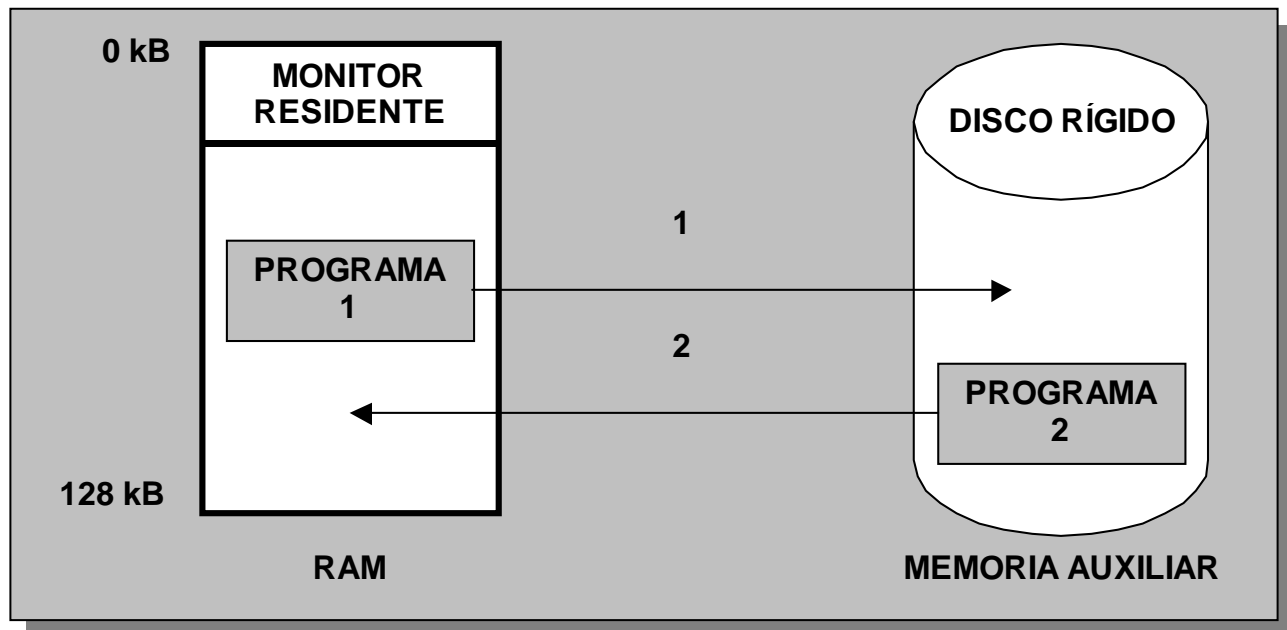 0 kB
MONITOR
RESIDENTE
DISCO RÍGIDO
1
PROGRAMA
1
2
PROGRAMA
2
128 kB
RAM
MEMORIA AUXILIAR